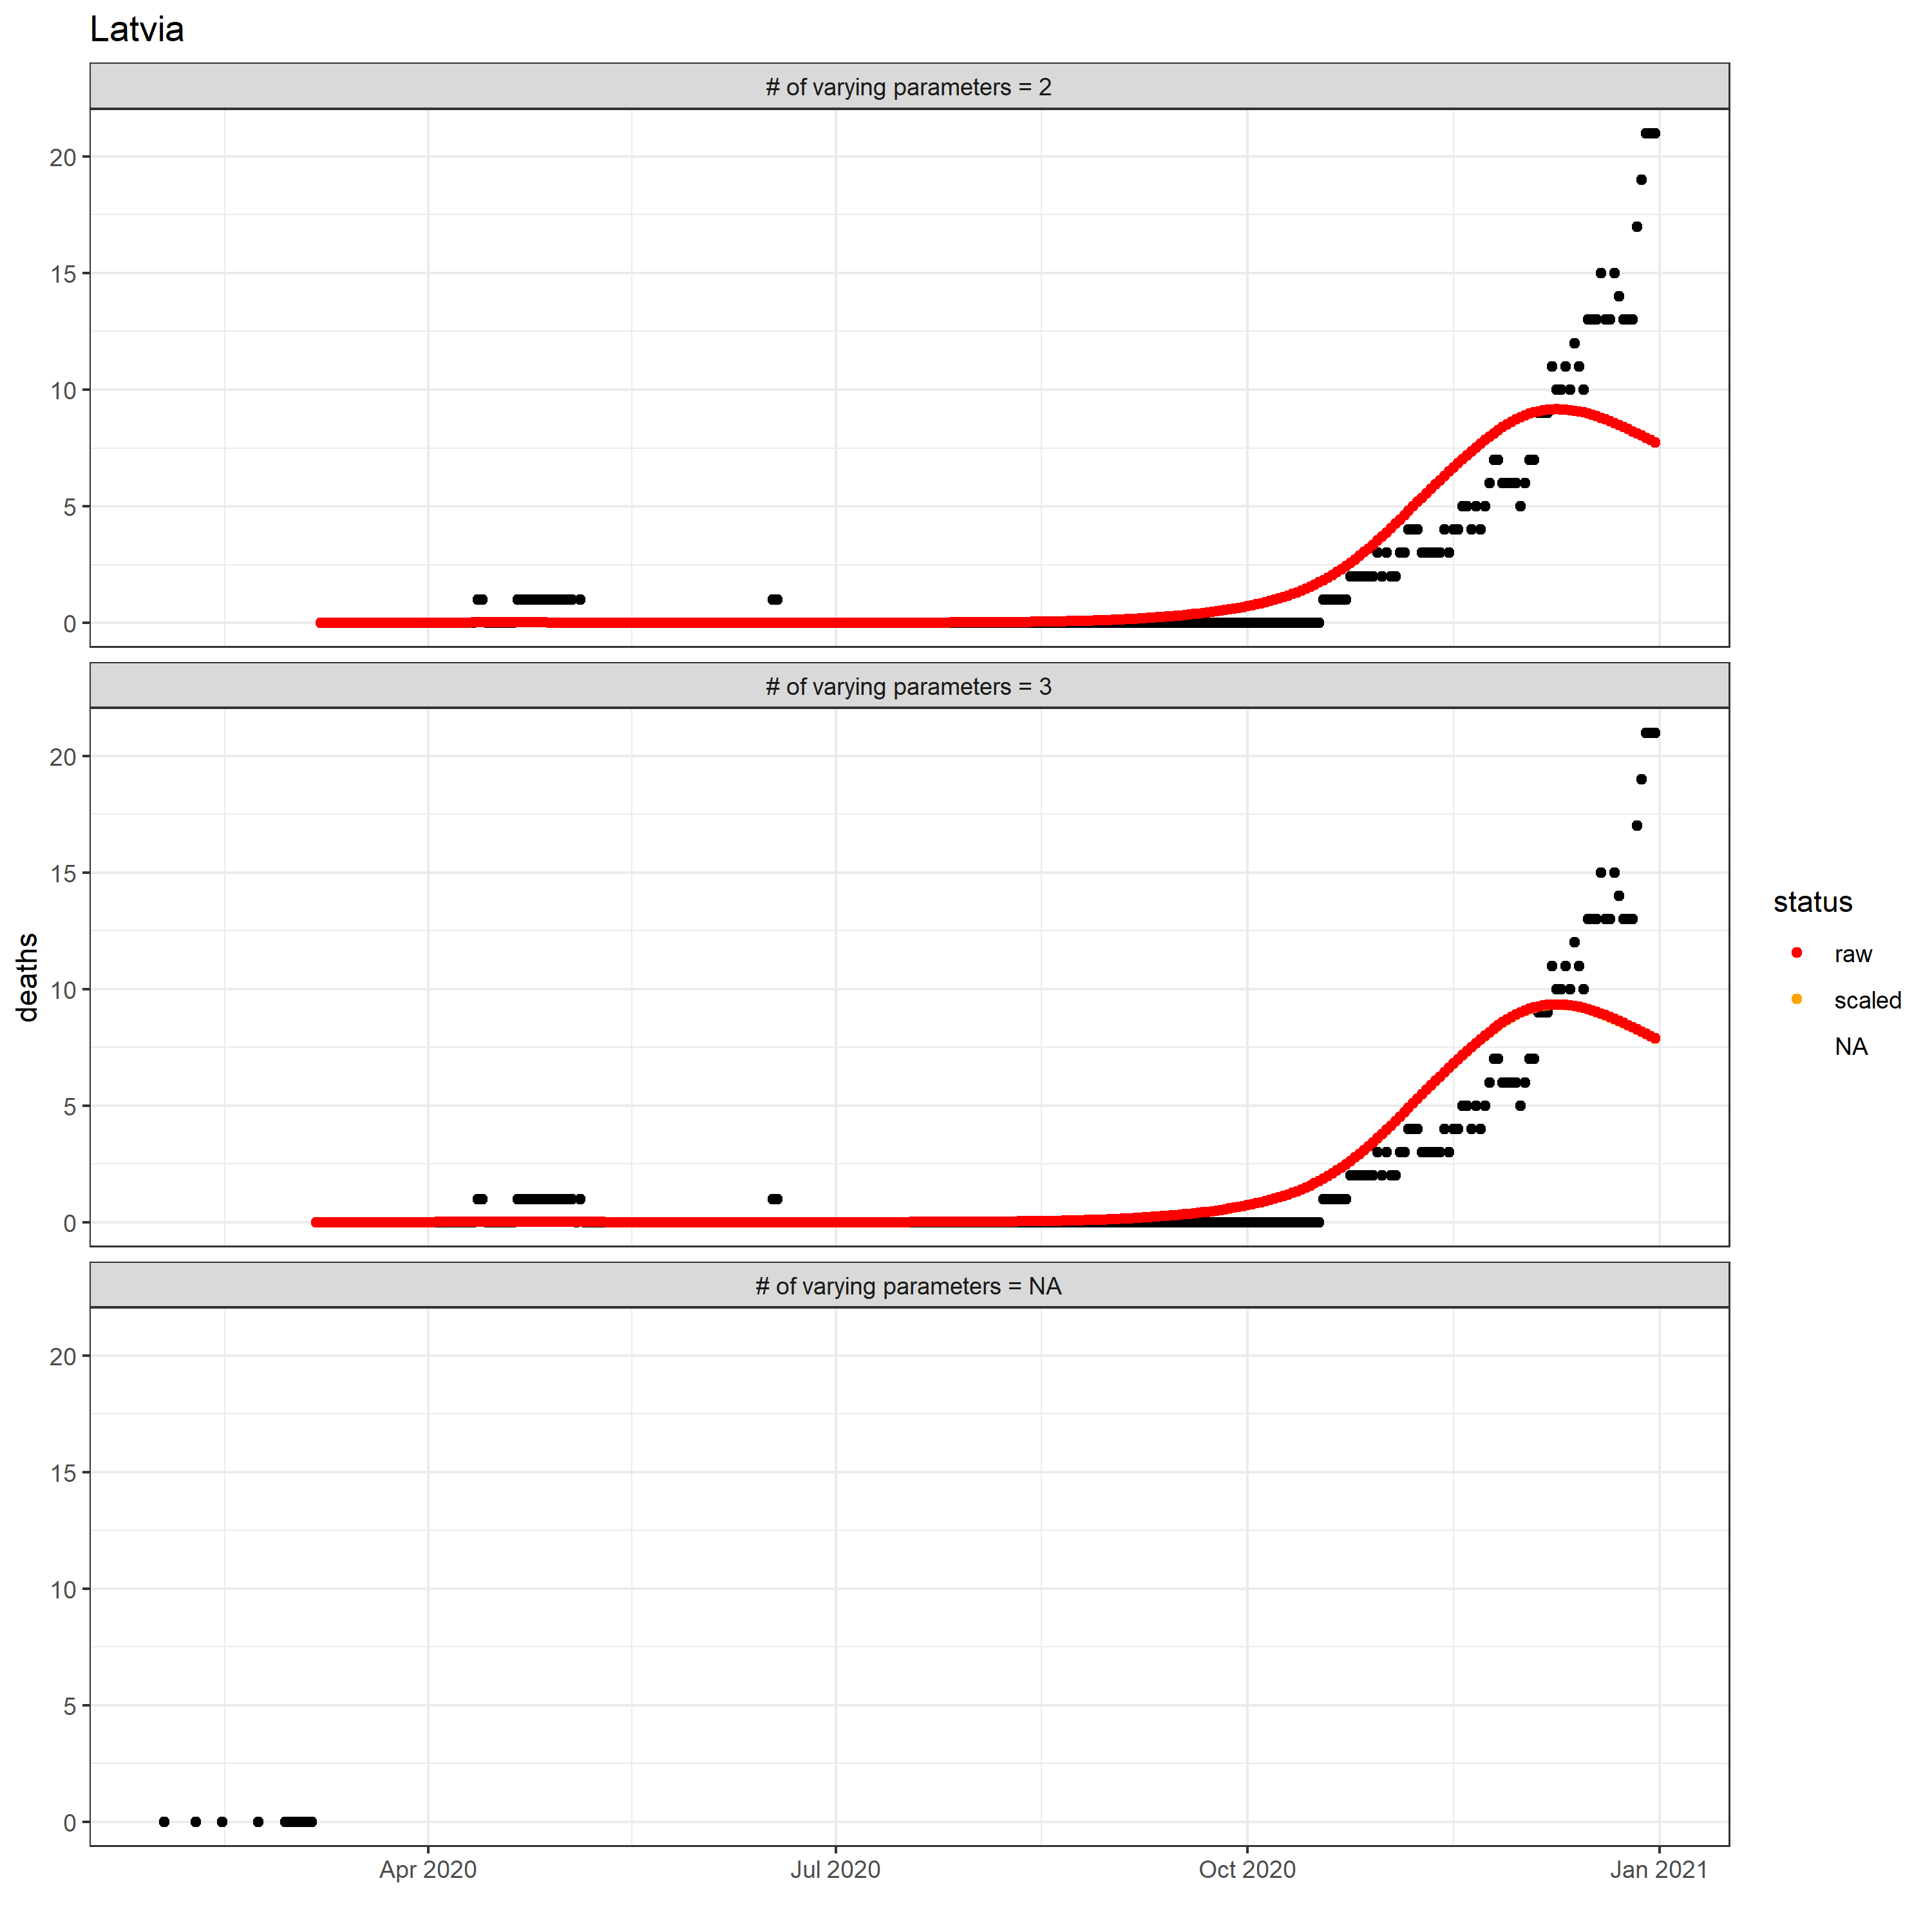 Latvia
# of varying parameters = 2
20
15
10
5
0
# of varying parameters = 3
20
15
10
5
0
deaths
# of varying parameters = NA
20
15
10
5
0
Apr 2020
Jul 2020
Oct 2020
Jan 2021
status
raw
scaled
NA